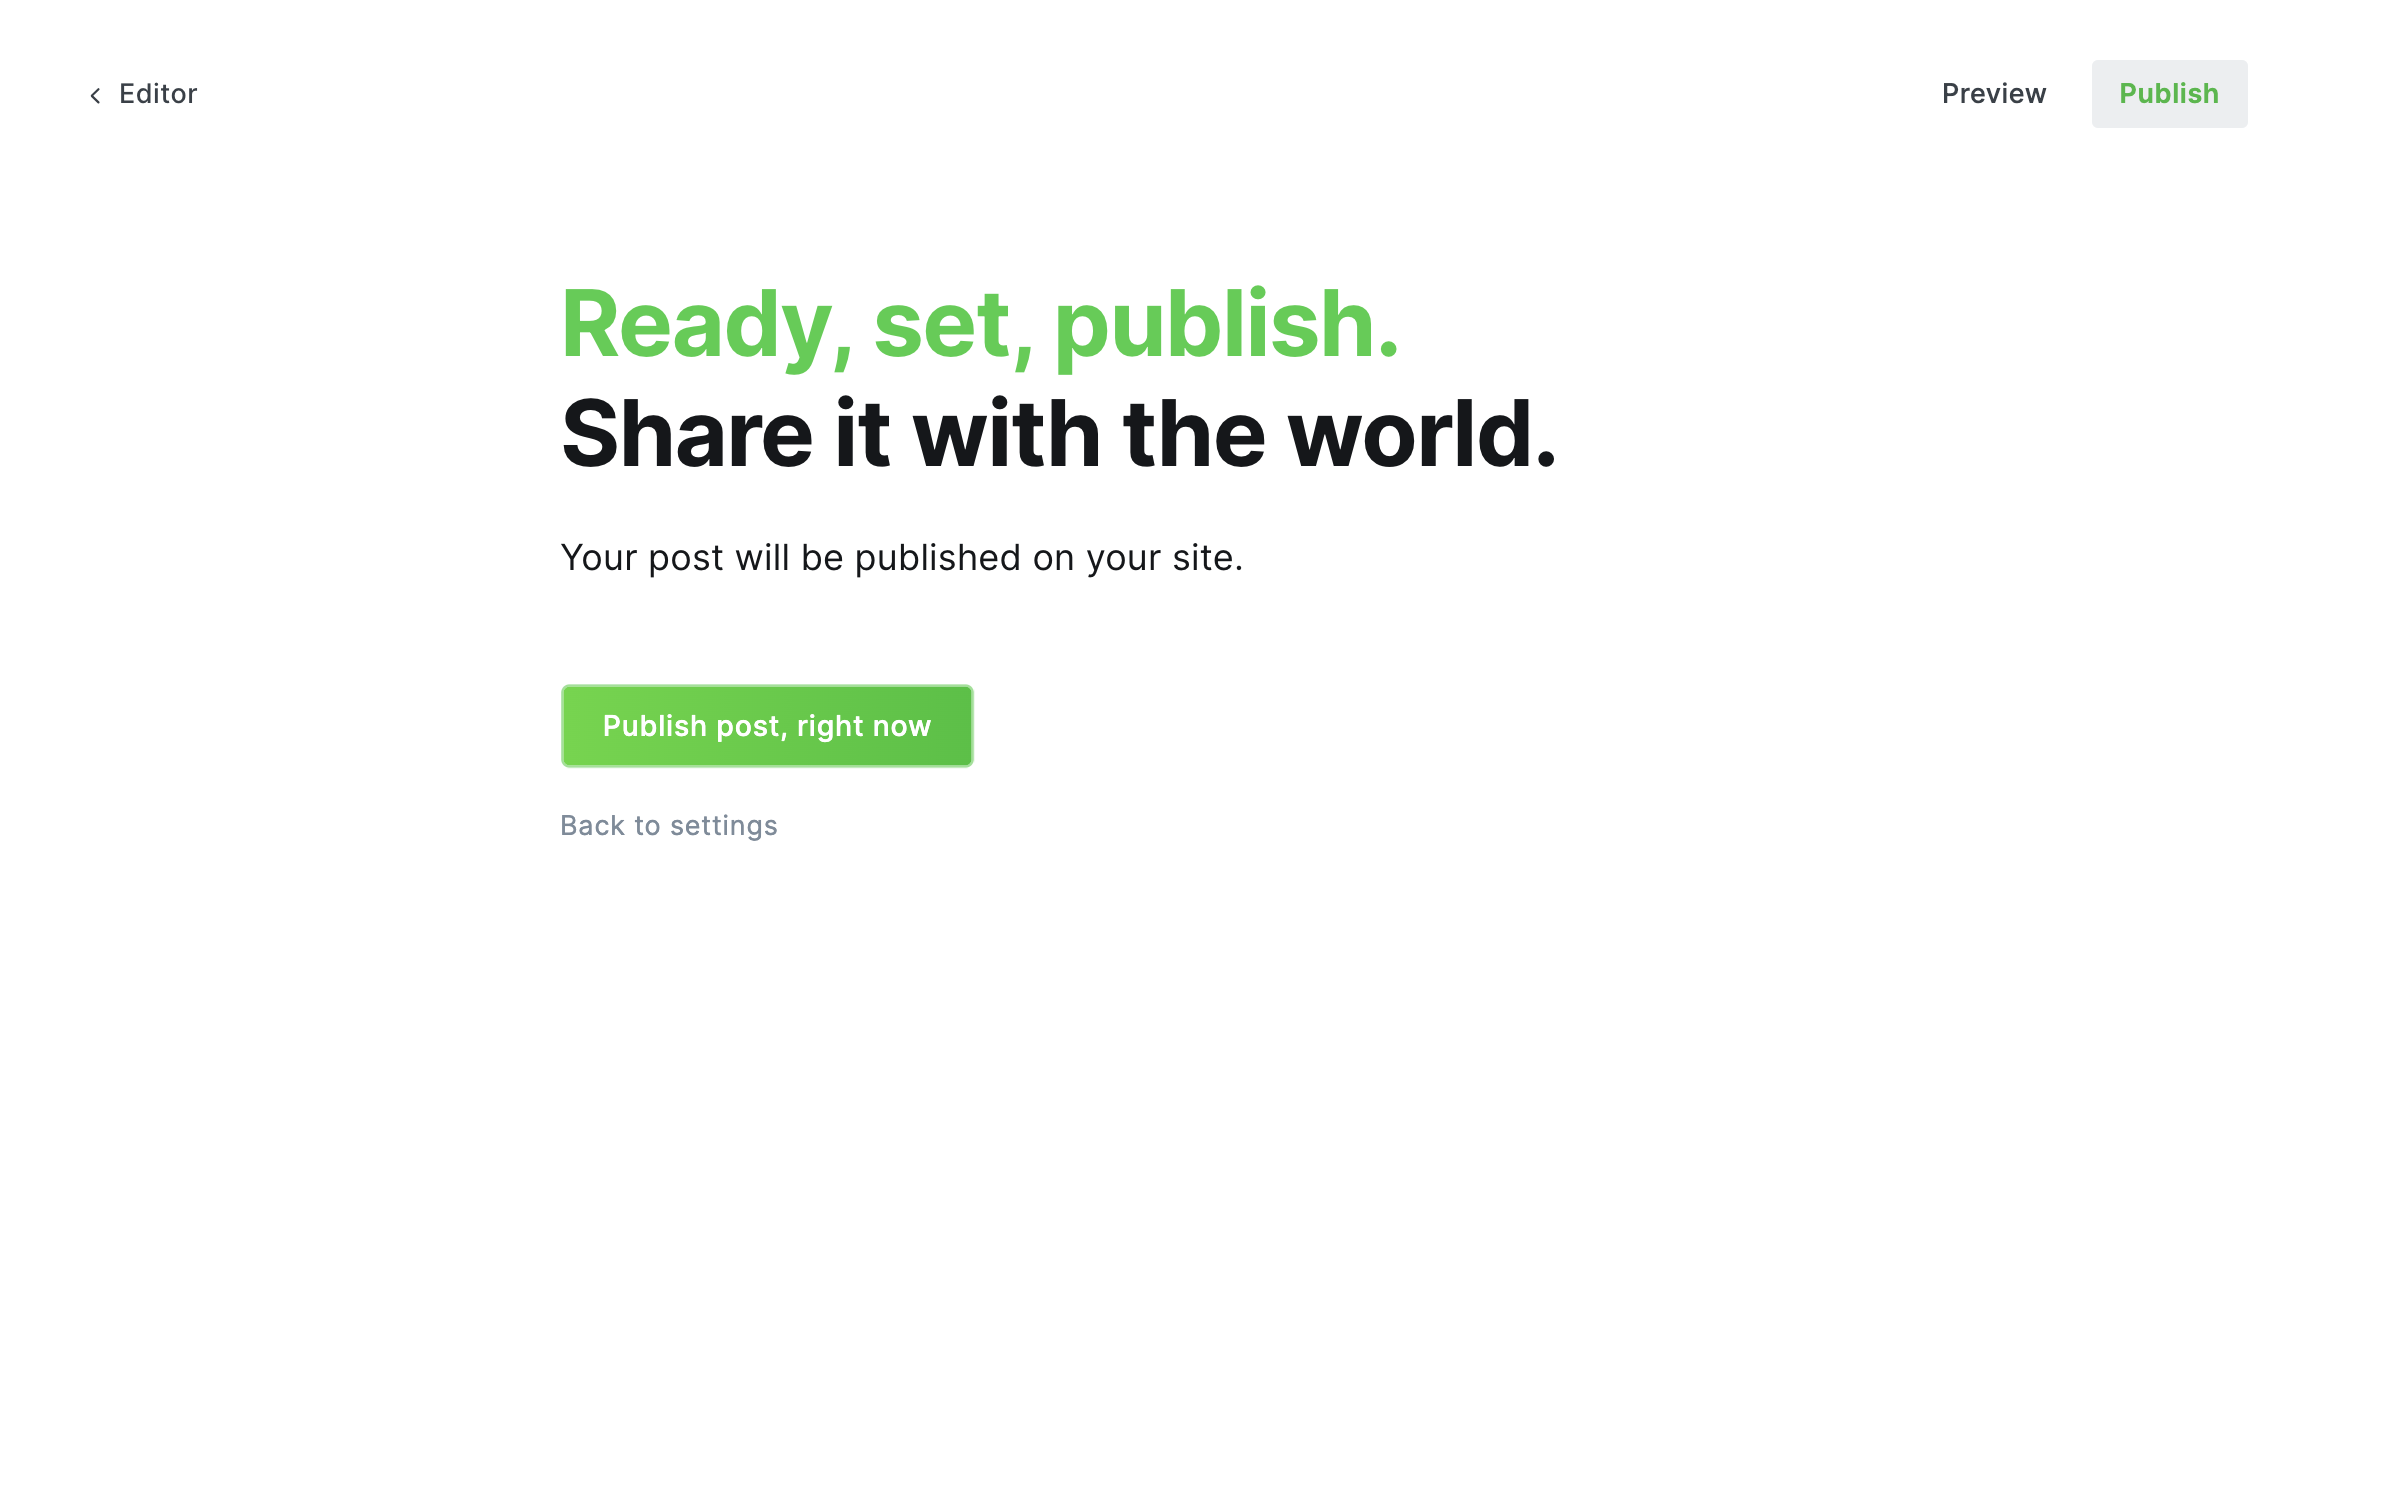 Editor
Preview
Publish
Ready, set, publish.
Share it with the world.
Your post will be published on your site.
Publish post, right now
Back to settings